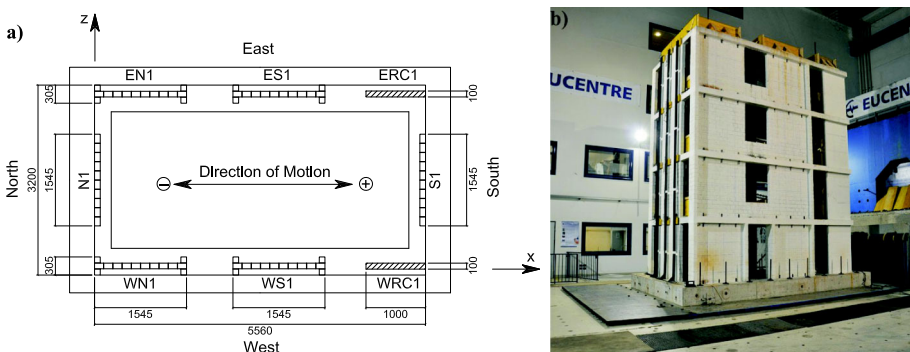 a)
z
East
EN1
ES1
ERC1
305
100
North
3200
1545
N1
Direction of Motion
−
+
S1
1545
South
305
100
x
WN1
WS1
WRC1
1545
1545
1000
5560
West
b)
EUCENTRE
EUCEN